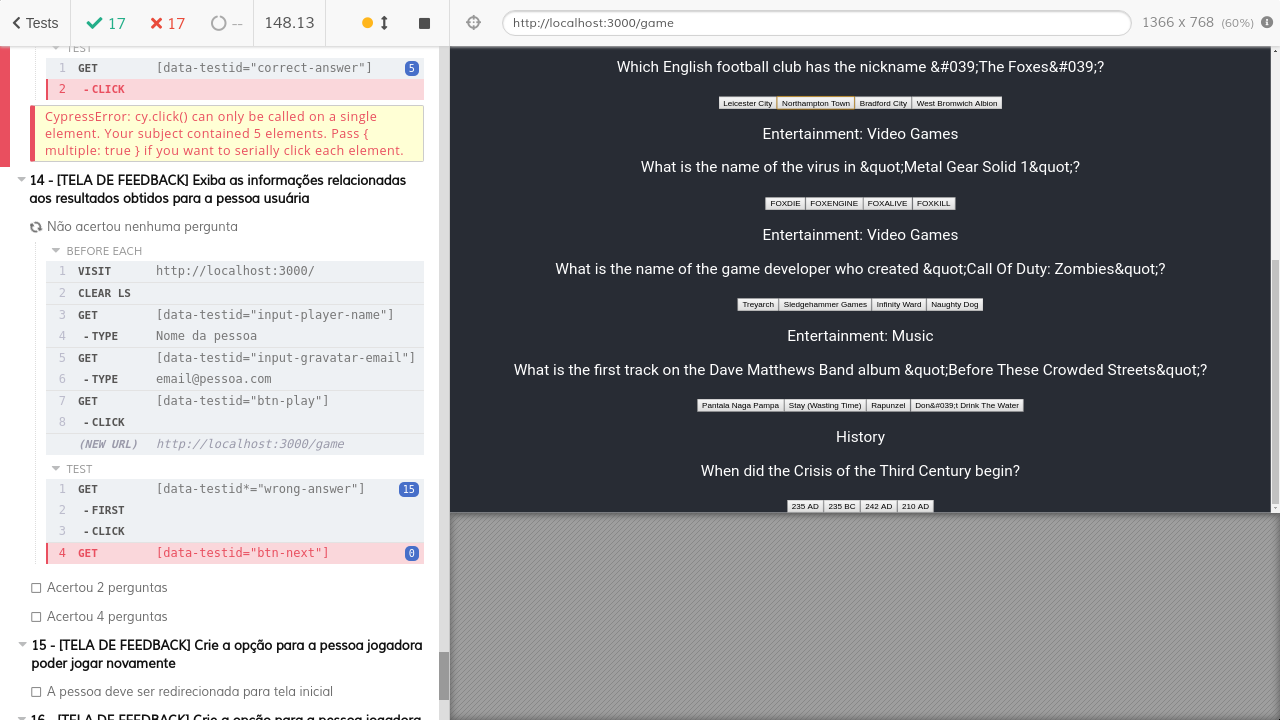 Tests
17
17
--
148.13
http://localhost:3000/game
1366 x 768 (60%)
TEST
1 GET [data-testid="correct-answer"] 5
2 - CLICK
CypressError: cy.click() can only be called on a single
element. Your subject contained 5 elements. Pass {
multiple: true } if you want to serially click each element.
14 - [TELA DE FEEDBACK] Exiba as informações relacionadas
aos resultados obtidos para a pessoa usuária
Não acertou nenhuma pergunta
BEFORE EACH
1 VISIT http://localhost:3000/
2 CLEAR LS
3 GET [data-testid="input-player-name"]
4 - TYPE Nome da pessoa
5 GET [data-testid="input-gravatar-email"]
6 - TYPE email@pessoa.com
7 GET [data-testid="btn-play"]
8 - CLICK
(NEW URL) http://localhost:3000/game
TEST
1 GET [data-testid*="wrong-answer"] 15
2 - FIRST
3 - CLICK
4 GET [data-testid="btn-next"] 0
Acertou 2 perguntas
Acertou 4 perguntas
15 - [TELA DE FEEDBACK] Crie a opção para a pessoa jogadora
poder jogar novamente
A pessoa deve ser redirecionada para tela inicial
16 - [TELA DE FEEDBACK] Crie a opção para a pessoa jogadora
Which English football club has the nickname &#039;The Foxes&#039;?
Leicester City Northampton Town Bradford City West Bromwich Albion
Entertainment: Video Games
What is the name of the virus in &quot;Metal Gear Solid 1&quot;?
FOXDIE FOXENGINE FOXALIVE FOXKILL
Entertainment: Video Games
What is the name of the game developer who created &quot;Call Of Duty: Zombies&quot;?
Treyarch Sledgehammer Games Infinity Ward Naughty Dog
Entertainment: Music
What is the first track on the Dave Matthews Band album &quot;Before These Crowded Streets&quot;?
Pantala Naga Pampa Stay (Wasting Time) Rapunzel Don&#039;t Drink The Water
History
When did the Crisis of the Third Century begin?
235 AD 235 BC 242 AD 210 AD